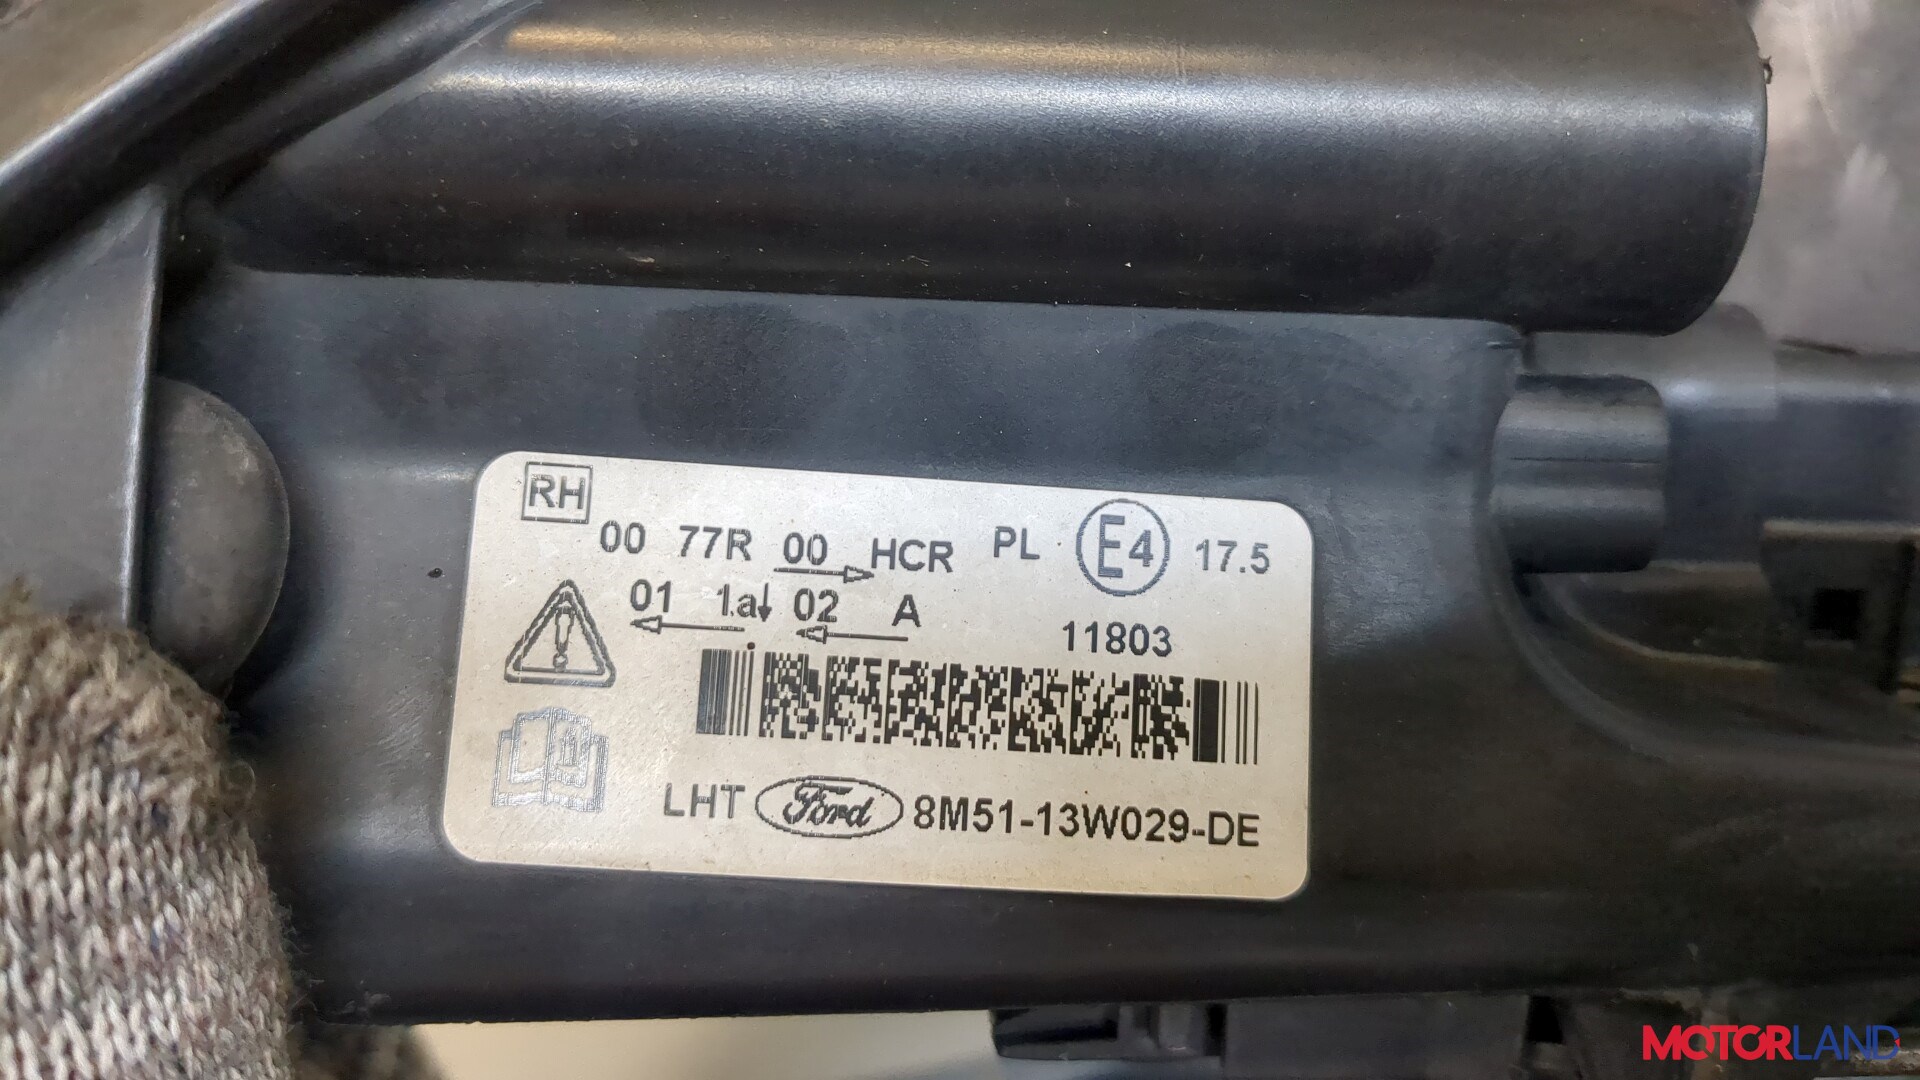 RH
00 77R 00 HCR PL E4 17.5
01 1a 02 A 11803
LHT Ford 8M51-13W029-DE
MOTORLAND